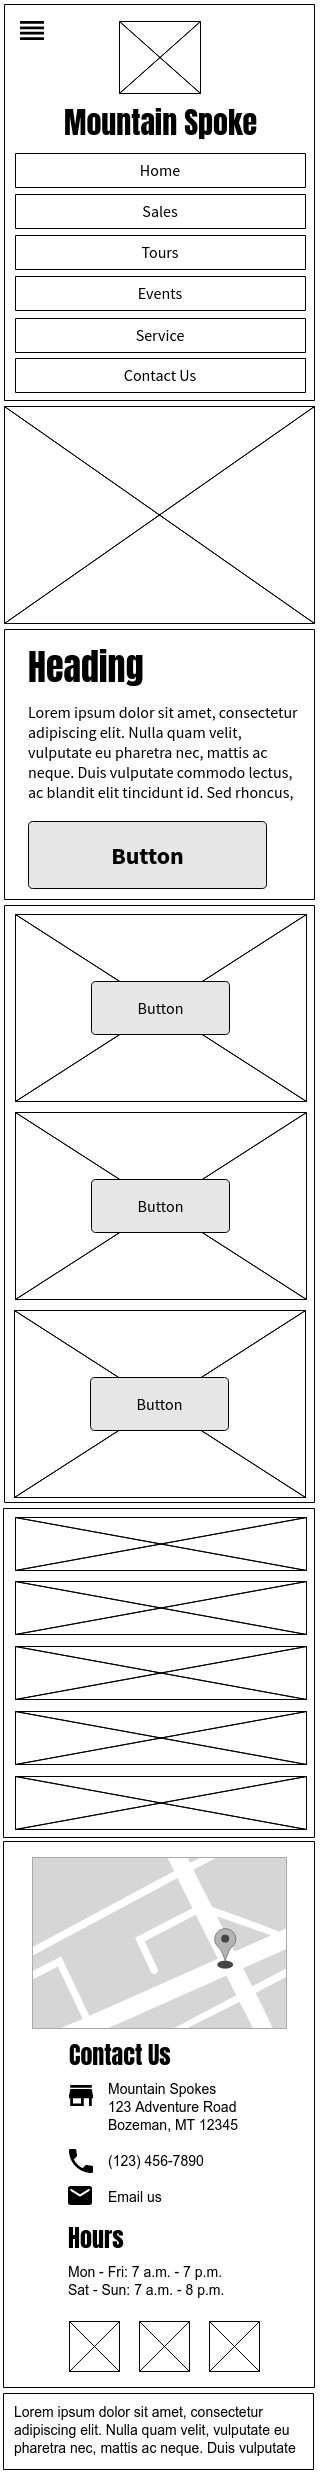 Mountain Spoke
Home
Sales
Tours
Events
Service
Contact Us
Heading
Lorem ipsum dolor sit amet, consectetur
adipiscing elit. Nulla quam velit,
vulputate eu pharetra nec, mattis ac
neque. Duis vulputate commodo lectus,
ac blandit elit tincidunt id. Sed rhoncus,
Button
Button
Button
Button
Contact Us
Mountain Spokes
123 Adventure Road
Bozeman, MT 12345
(123) 456-7890
Email us
Hours
Mon - Fri: 7 a.m. - 7 p.m.
Sat - Sun: 7 a.m. - 8 p.m.
Lorem ipsum dolor sit amet, consectetur
adipiscing elit. Nulla quam velit, vulputate eu
pharetra nec, mattis ac neque. Duis vulputate